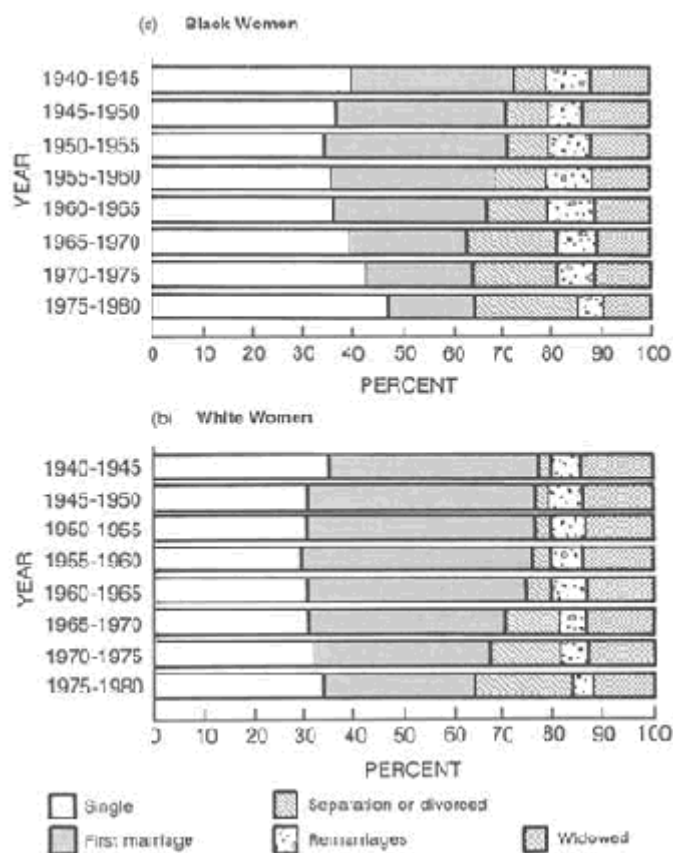 (c) Black Women
YEAR
1940-1945
1945-1950
1950-1955
1955-1960
1960-1965
1965-1970
1970-1975
1975-1980
0 10 20 30 40 50 60 70 80 90 100
PERCENT
(b) White Women
YEAR
1940-1945
1945-1950
1950-1955
1955-1960
1960-1965
1965-1970
1970-1975
1975-1980
0 10 20 30 40 50 60 70 80 90 100
PERCENT
Single
Separation or divorced
First marriage
Remarriages
Widowed